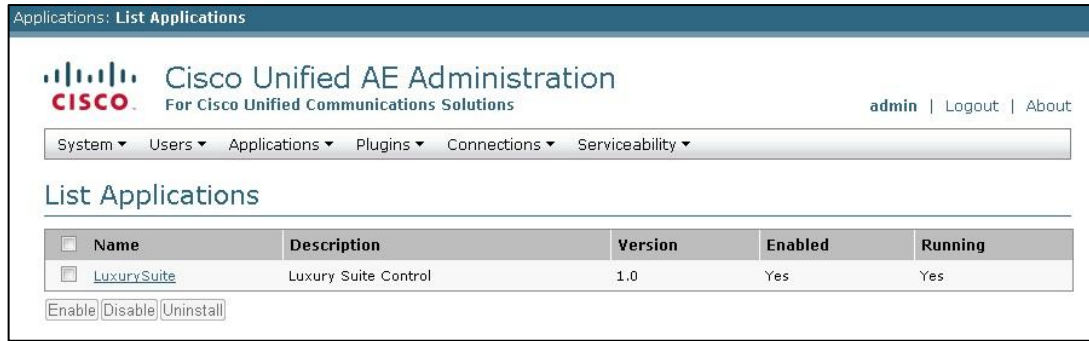 Applications: List Applications
CISCO. Cisco Unified AE Administration
For Cisco Unified Communications Solutions
admin | Logout | About
System Users Applications Plugins Connections Serviceability
List Applications
Name Description Version Enabled Running
LuxurySuite Luxury Suite Control 1.0 Yes Yes
Enable Disable Uninstall